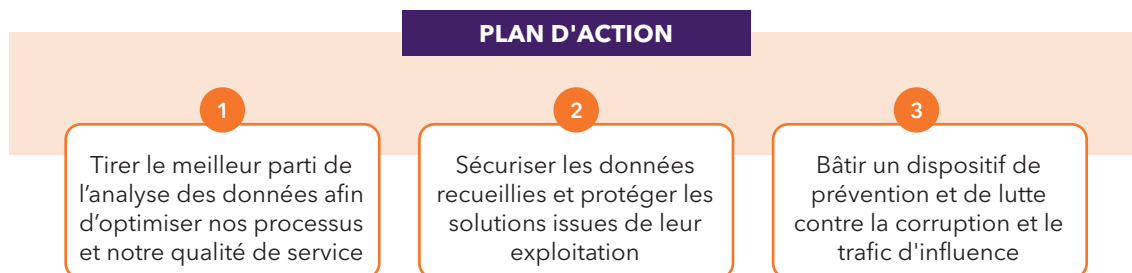 PLAN D'ACTION
1
Tirer le meilleur parti de
l’analyse des données afin
d’optimiser nos processus
et notre qualité de service
2
Sécuriser les données
recueillies et protéger les
solutions issues de leur
exploitation
3
Bâtir un dispositif de
prévention et de lutte
contre la corruption et le
trafic d'influence